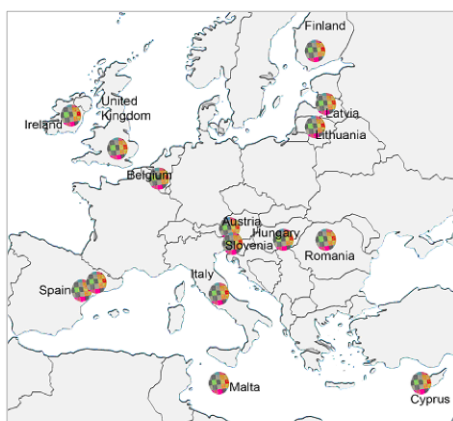 Finland
United
Kingdom
Latvia
Ireland
Lithuania
Belgium
Austria
Hungary
Slovenia
Romania
Italy
Spain
Malta
Cyprus